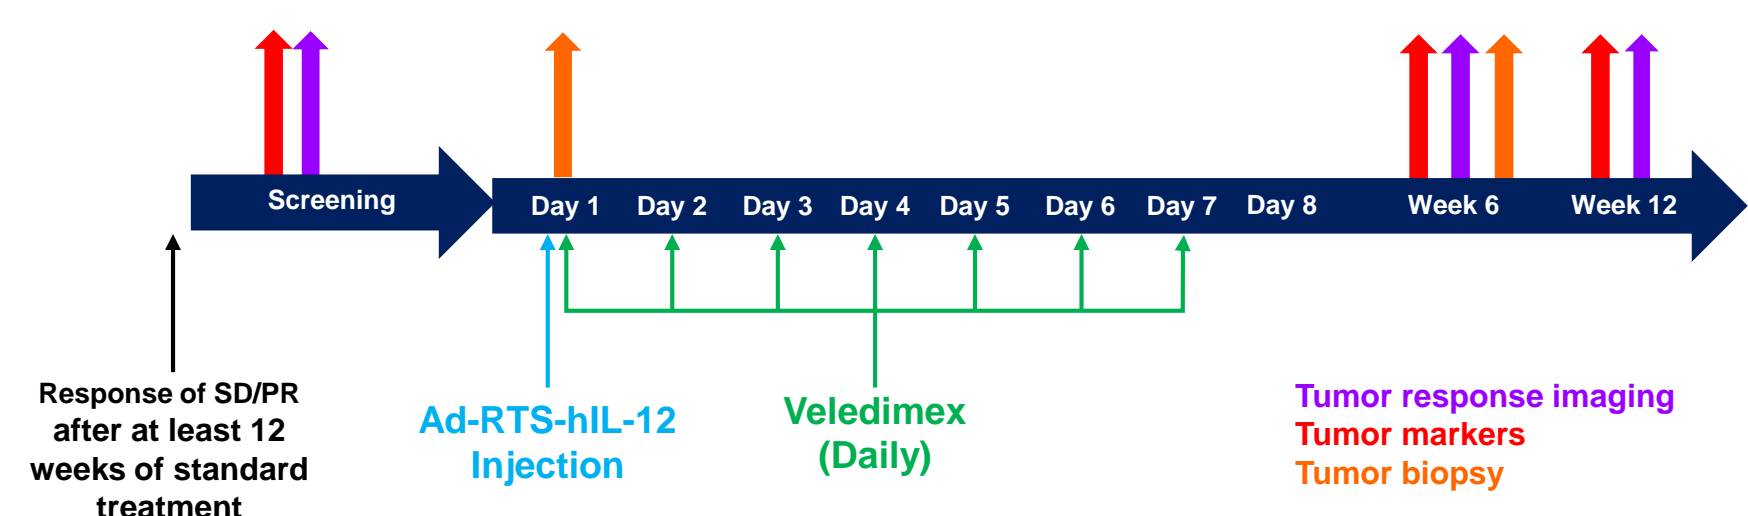 Screening
Day 1
Day 2
Day 3
Day 4
Day 5
Day 6
Day 7
Day 8
Week 6
Week 12
Response of SD/PR
after at least 12
weeks of standard
treatment
Ad-RTS-hIL-12
Injection
Veledimex
(Daily)
Tumor response imaging
Tumor markers
Tumor biopsy